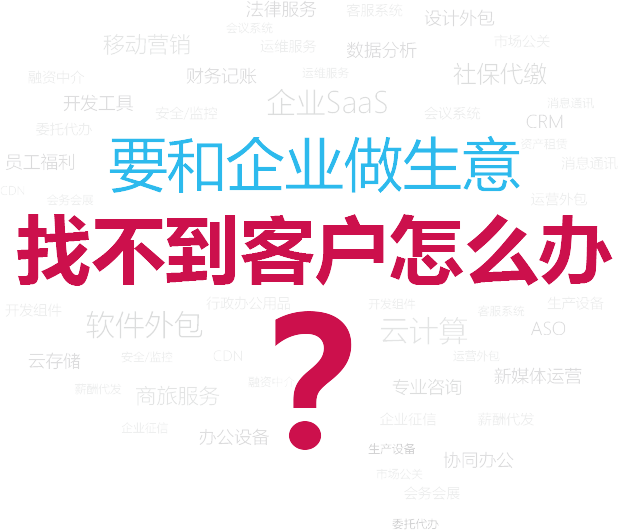 法律服务
客服系统
设计外包
会议系统
移动营销
运维服务
数据分析
市场公关
融资中介
财务记账
运维服务
社保代缴
开发工具
安全/监控
企业SaaS
会议系统
消息通讯
CRM
委托代办
资产租赁
员工福利
消息通讯
要和企业做生意
CDN
会务会展
运营外包
找不到客户怎么办
?
开发组件
行政办公用品
开发组件
客服系统
生产设备
软件外包
云计算
ASO
云存储
安全/监控
CDN
运营外包
融资中介
新媒体运营
薪酬代发
商旅服务
专业咨询
企业征信
办公设备
企业征信
薪酬代发
生产设备
协同办公
市场公关
会务会展
委托代办